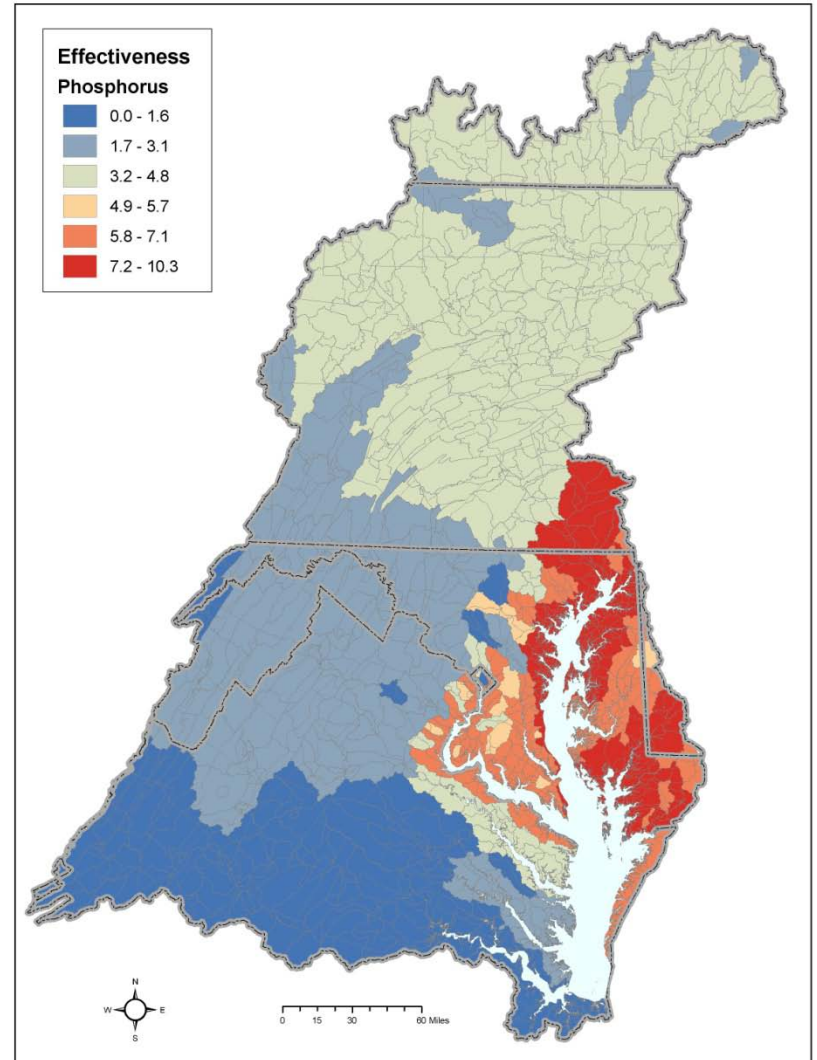 Effectiveness
Phosphorus
0.0 - 1.6
1.7 - 3.1
3.2 - 4.8
4.9 - 5.7
5.8 - 7.1
7.2 - 10.3
N
W E
S
0 15 30 60 Miles